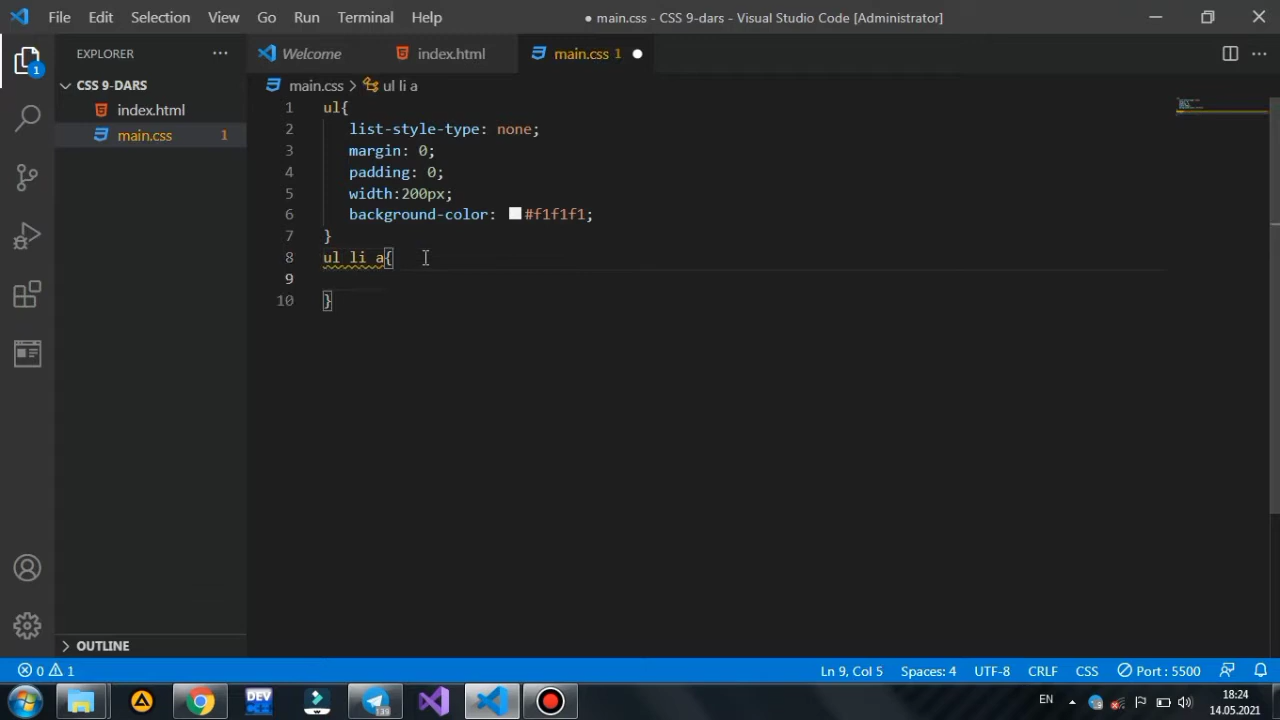 File Edit Selection View Go Run Terminal Help
● main.css - CSS 9-dars - Visual Studio Code [Administrator]
EXPLORER ···
Welcome
index.html
main.css 1 ●
CSS 9-DARS
index.html
main.css 1
main.css > ul li a
1 ul{
2 list-style-type: none;
3 margin: 0;
4 padding: 0;
5 width:200px;
6 background-color: #f1f1f1;
7 }
8 ul li a{
9
10 }
1
OUTLINE
0 1
Ln 9, Col 5 Spaces: 4 UTF-8 CRLF CSS Port : 5500
DEV
139
EN
18:24
14.05.2021